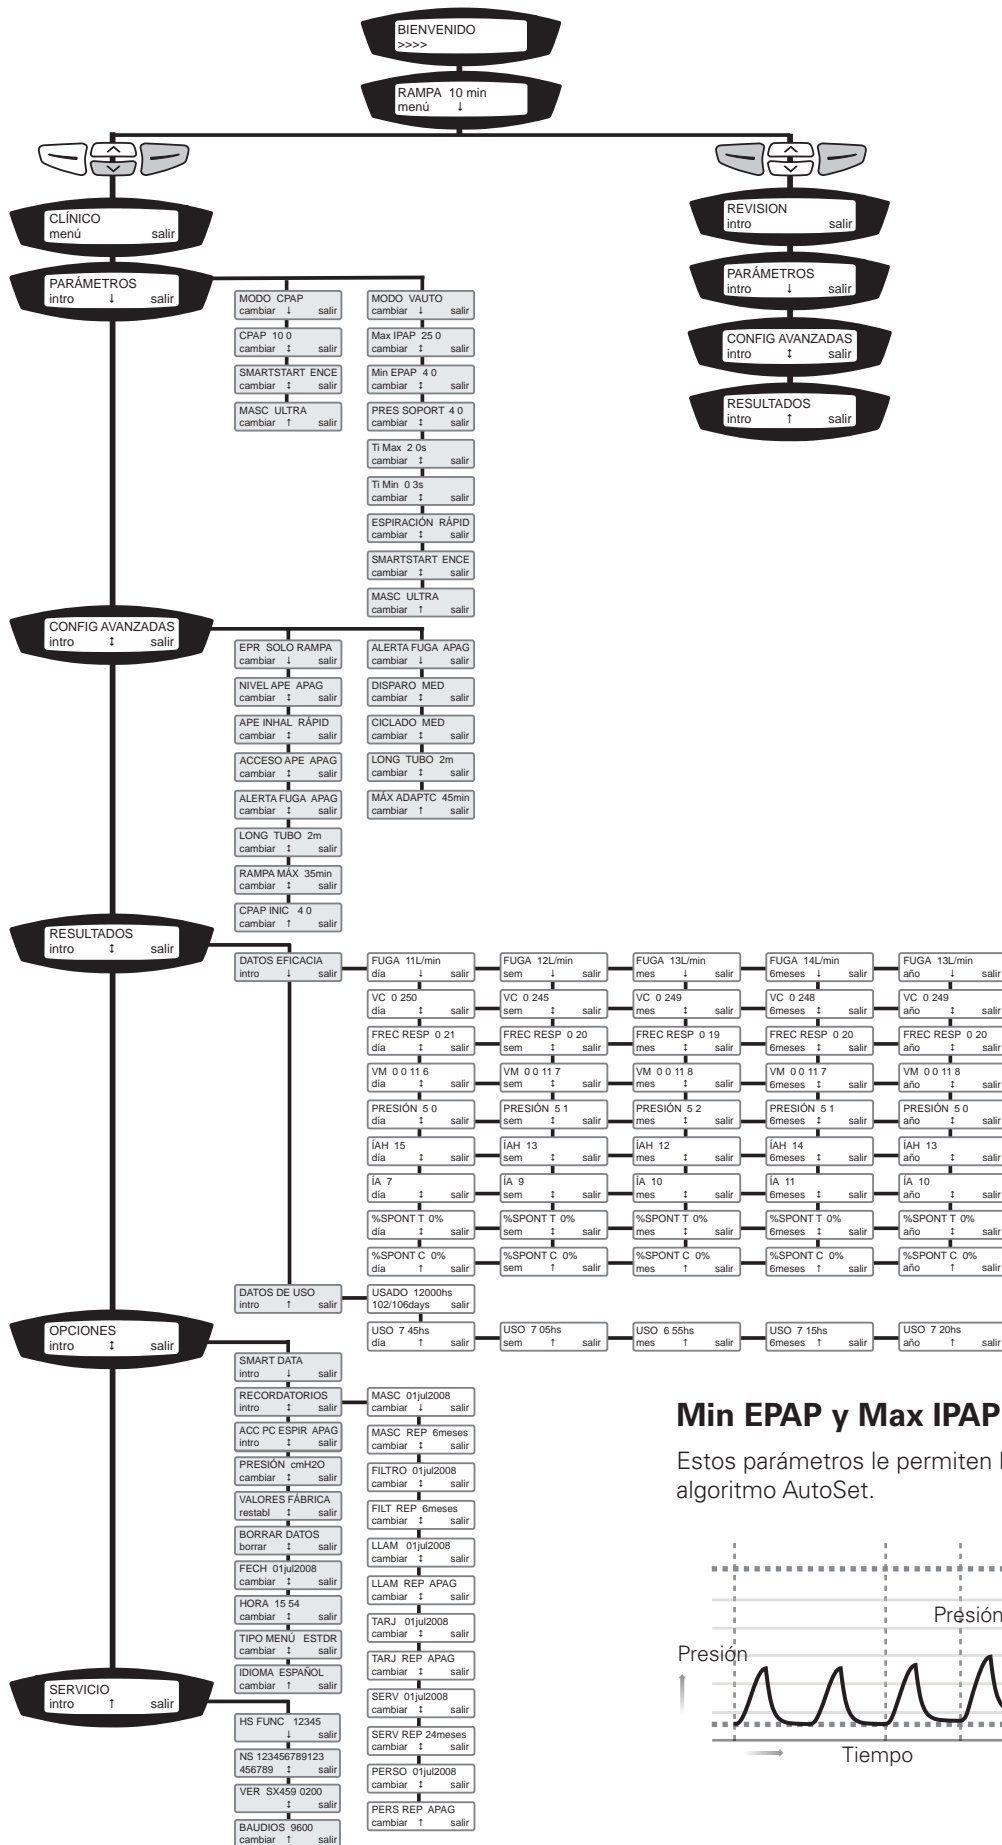 BIENVENIDO
>>>>
RAMPA 10 min
menú ↓
CLÍNICO
menú salir
PARÁMETROS
intro ↓ salir
MODO CPAP
cambiar ↓ salir
CPAP 10 0
cambiar ↕ salir
SMARTSTART ENCE
cambiar ↕ salir
MASC ULTRA
cambiar ↑ salir
MODO VAUTO
cambiar ↓ salir
Max IPAP 25 0
cambiar ↕ salir
Min EPAP 4 0
cambiar ↕ salir
PRES SOPORT 4 0
cambiar ↕ salir
Ti Max 2 0s
cambiar ↕ salir
Ti Min 0 3s
cambiar ↕ salir
ESPIRACIÓN RÁPID
cambiar ↕ salir
SMARTSTART ENCE
cambiar ↕ salir
MASC ULTRA
cambiar ↑ salir
CONFIG AVANZADAS
intro ↕ salir
EPR SOLO RAMPA
cambiar ↓ salir
NIVEL APE APAG
cambiar ↕ salir
APE INHAL RÁPID
cambiar ↕ salir
ACCESO APE APAG
cambiar ↕ salir
ALERTA FUGA APAG
cambiar ↕ salir
LONG TUBO 2m
cambiar ↕ salir
RAMPA MÁX 35min
cambiar ↕ salir
CPAP INIC 4 0
cambiar ↑ salir
ALERTA FUGA APAG
cambiar ↓ salir
DISPARO MED
cambiar ↕ salir
CICLADO MED
cambiar ↕ salir
LONG TUBO 2m
cambiar ↕ salir
MÁX ADAPTC 45min
cambiar ↑ salir
RESULTADOS
intro ↕ salir
DATOS EFICACIA
intro ↓ salir
FUGA 11L/min
día ↓ salir
FUGA 12L/min
sem ↓ salir
FUGA 13L/min
mes ↓ salir
FUGA 14L/min
6meses ↓ salir
FUGA 13L/min
año ↓ salir
VC 0 250
día ↕ salir
VC 0 245
sem ↕ salir
VC 0 249
mes ↕ salir
VC 0 248
6meses ↕ salir
VC 0 249
año ↕ salir
FREC RESP 0 21
día ↕ salir
FREC RESP 0 20
sem ↕ salir
FREC RESP 0 19
mes ↕ salir
FREC RESP 0 20
6meses ↕ salir
FREC RESP 0 20
año ↕ salir
VM 0 0 11 6
día ↕ salir
VM 0 0 11 7
sem ↕ salir
VM 0 0 11 8
mes ↕ salir
VM 0 0 11 7
6meses ↕ salir
VM 0 0 11 8
año ↕ salir
PRESIÓN 5 0
día ↕ salir
PRESIÓN 5 1
sem ↕ salir
PRESIÓN 5 2
mes ↕ salir
PRESIÓN 5 1
6meses ↕ salir
PRESIÓN 5 0
año ↕ salir
ÍAH 15
día ↕ salir
ÍAH 13
sem ↕ salir
ÍAH 12
mes ↕ salir
ÍAH 14
6meses ↕ salir
ÍAH 13
año ↕ salir
ÍA 7
día ↕ salir
ÍA 9
sem ↕ salir
ÍA 10
mes ↕ salir
ÍA 11
6meses ↕ salir
ÍA 10
año ↕ salir
%SPONT T 0%
día ↕ salir
%SPONT T 0%
sem ↕ salir
%SPONT T 0%
mes ↕ salir
%SPONT T 0%
6meses ↕ salir
%SPONT T 0%
año ↕ salir
%SPONT C 0%
día ↑ salir
%SPONT C 0%
sem ↑ salir
%SPONT C 0%
mes ↑ salir
%SPONT C 0%
6meses ↑ salir
%SPONT C 0%
año ↑ salir
DATOS DE USO
intro ↑ salir
USADO 12000hs
102/106days salir
USO 7 45hs
día ↑ salir
USO 7 05hs
sem ↑ salir
USO 6 55hs
mes ↑ salir
USO 7 15hs
6meses ↑ salir
USO 7 20hs
año ↑ salir
OPCIONES
intro ↕ salir
SMART DATA
intro ↓ salir
RECORDATORIOS
intro ↕ salir
ACC PC ESPIR APAG
intro ↕ salir
PRESIÓN cmH2O
cambiar ↕ salir
VALORES FÁBRICA
restabl ↕ salir
BORRAR DATOS
borrar ↕ salir
FECH 01jul2008
cambiar ↕ salir
HORA 15 54
cambiar ↕ salir
TIPO MENÚ ESTDR
cambiar ↕ salir
IDIOMA ESPAÑOL
cambiar ↑ salir
MASC 01jul2008
cambiar ↓ salir
MASC REP 6meses
cambiar ↕ salir
FILTRO 01jul2008
cambiar ↕ salir
FILT REP 6meses
cambiar ↕ salir
LLAM 01jul2008
cambiar ↕ salir
LLAM REP APAG
cambiar ↕ salir
TARJ 01jul2008
cambiar ↕ salir
TARJ REP APAG
cambiar ↕ salir
SERV 01jul2008
cambiar ↕ salir
SERV REP 24meses
cambiar ↕ salir
PERSO 01jul2008
cambiar ↕ salir
PERS REP APAG
cambiar ↑ salir
SERVICIO
intro ↑ salir
HS FUNC 12345
↓ salir
NS 123456789123
456789 ↕ salir
VER SX459 0200
↕ salir
BAUDIOS 9600
cambiar ↑ salir
REVISION
intro salir
PARÁMETROS
intro ↓ salir
CONFIG AVANZADAS
intro ↕ salir
RESULTADOS
intro ↑ salir
Min EPAP y Max IPAP
Estos parámetros le permiten
algoritmo AutoSet.
Presión
Presión
Tiempo